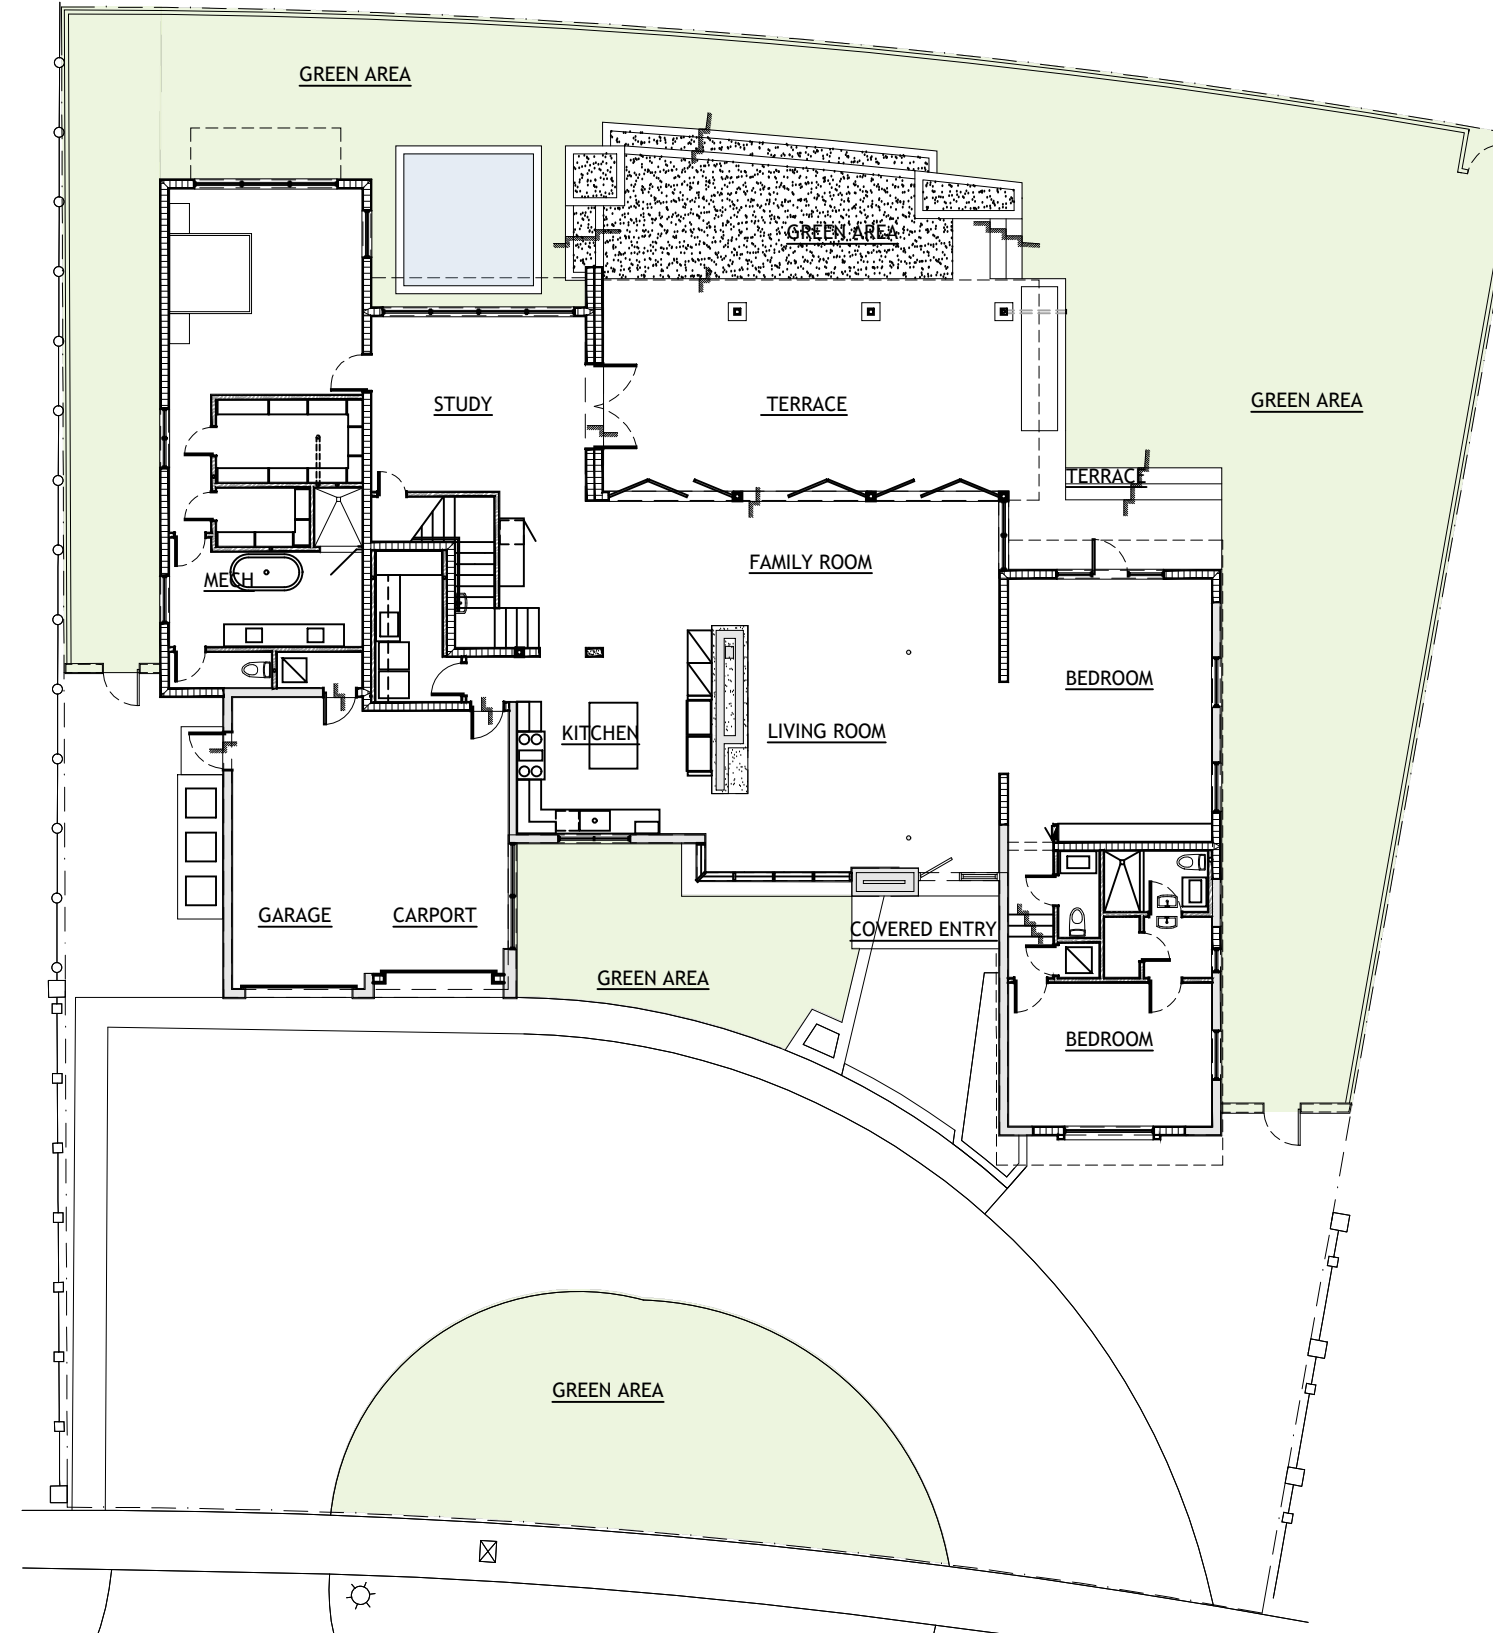 GREEN AREA
GREEN AREA
STUDY
TERRACE
GREEN AREA
TERRACE
FAMILY ROOM
MECH
BEDROOM
KITCHEN
LIVING ROOM
GARAGE
CARPORT
COVERED ENTRY
GREEN AREA
BEDROOM
GREEN AREA